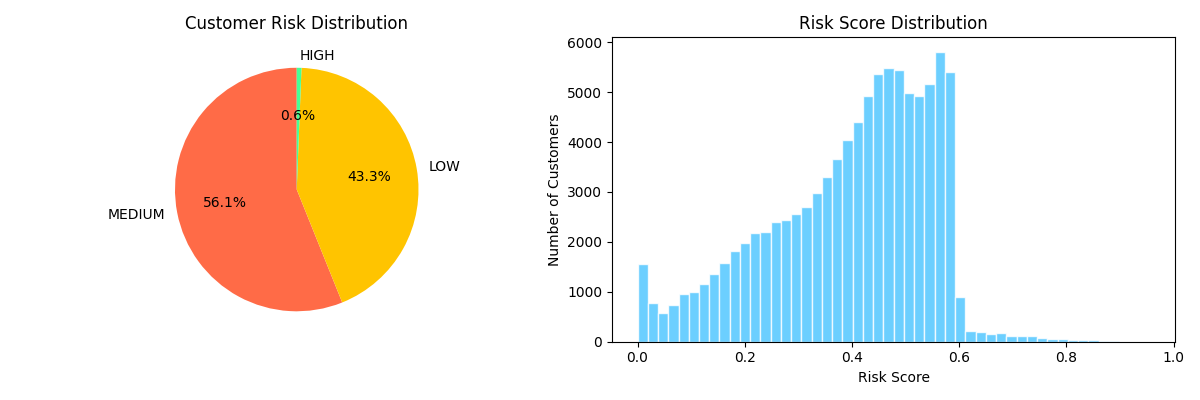 Customer Risk Distribution
HIGH
0.6%
LOW
43.3%
56.1%
MEDIUM
Risk Score Distribution
Number of Customers
6000
5000
4000
3000
2000
1000
0
0.0 0.2 0.4 0.6 0.8 1.0
Risk Score